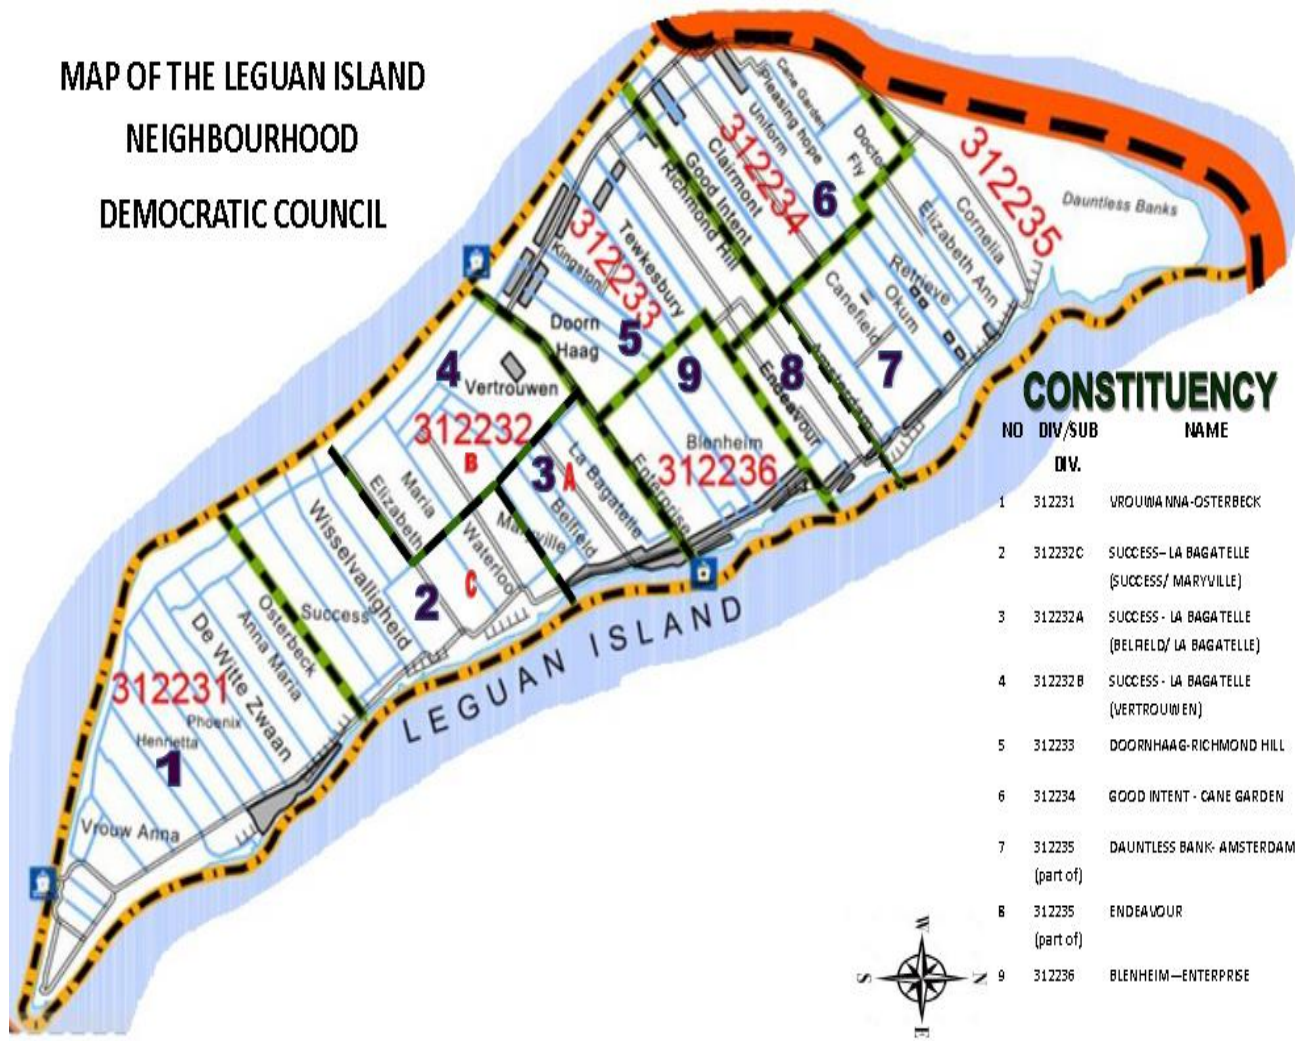 MAP OF THE LEGUAN ISLAND
NEIGHBOURHOOD
DEMOCRATIC COUNCIL
Cane Garden
Pleasing hope
Uniform
312234
6
Clairmont
Good Intent
Richmond Hill
Doctor
Fly
312235
Dauntless Banks
Cornelia
Elizabeth Ann
Retrieve
Okum
Canefield
7
Amsterdam
8
Endeavour
Tewkesbury
312233
Kingston
5
Doorn
Haag
9
Blenheim
312236
Enterprise
4
Vertrouwen
312232
B
3
A
La Bagatelle
Belfield
Maryville
Maria
Elizabeth
Waterloo
C
2
Wisselvalligheid
Success
Osterbeck
Anna Maria
De Witte Zwaan
312231
Phoenix
Henrietta
1
Vrouw Anna
LEGUAN ISLAND
CONSTITUENCY
NO DIV/SUB NAME
DIV.
1 312231 VROUWANNA-OSTERBECK
2 312232C SUCCESS– LA BAGATELLE
(SUCCESS/ MARYVILLE)
3 312232A SUCCESS - LA BAGATELLE
(BELFIELD/ LA BAGATELLE)
4 312232B SUCCESS - LA BAGATELLE
(VERTROUWEN)
5 312233 DOORNHAAG-RICHMOND HILL
6 312234 GOOD INTENT - CANE GARDEN
7 312235 DAUNTLESS BANK- AMSTERDAM
(part of)
8 312235 ENDEAVOUR
(part of)
9 312236 BLENHEIM—ENTERPRISE
W
S
N
E